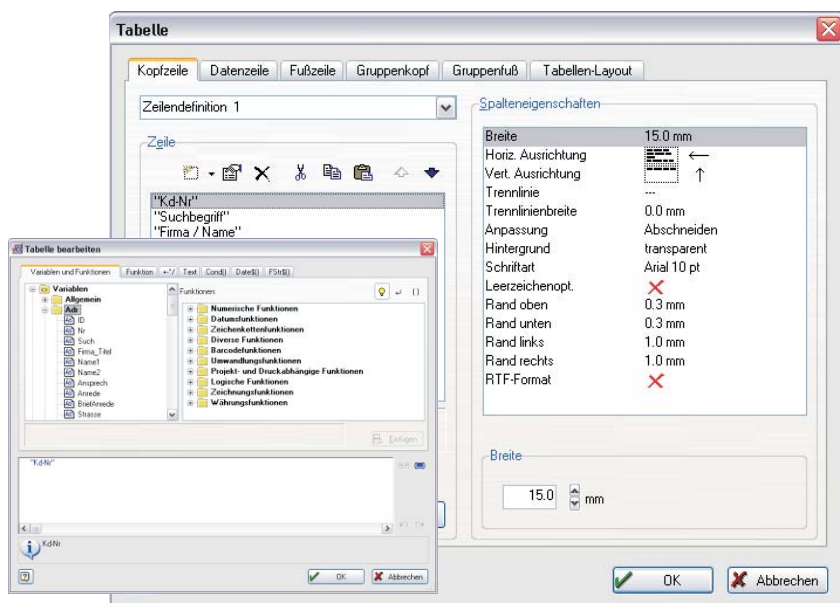 Tabelle
Kopfzeile Datenzeile Fußzeile Gruppenkopf Gruppenfuß Tabellen-Layout
Zeilendefinition 1
Zeile
"Kd-Nr"
"Suchbegriff"
"Firma / Name"
Spalteneigenschaften
Breite 15.0 mm
Horiz. Ausrichtung
Vert. Ausrichtung
Trennlinie ---
Trennlinienbreite 0.0 mm
Anpassung Abschneiden
Hintergrund transparent
Schriftart Arial 10 pt
Leerzeichenopt.
Rand oben 0.3 mm
Rand unten 0.3 mm
Rand links 1.0 mm
Rand rechts 1.0 mm
RTF-Format
Breite
15.0 mm
OK Abbrechen
Tabelle bearbeiten
Variablen und Funktionen Funktion +-*/ Text Cond() Date$() FStr$()
Variablen
Allgemein
Adr
ID
Nr
Such
Firma_Titel
Name1
Name2
Ansprech
Anrede
BriefAnrede
Strasse
Funktionen:
Numerische Funktionen
Datumsfunktionen
Zeichenkettenfunktionen
Diverse Funktionen
Barcodefunktionen
Umwandlungsfunktionen
Projekt- und Druckabhängige Funktionen
Logische Funktionen
Zeichnungsfunktionen
Währungsfunktionen
Einfügen
"Kd-Nr"
Kd-Nr
OK Abbrechen